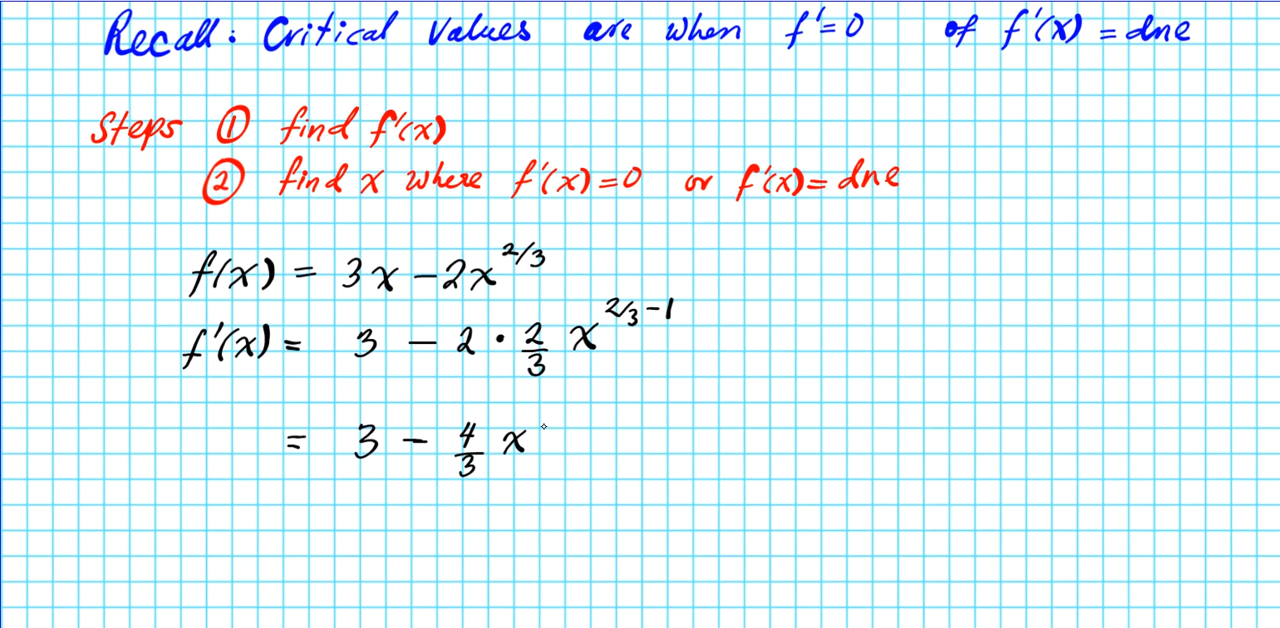 Recall: Critical Values are when f'=0 of f'(x) = dne
Steps ① find f'(x)
② find x where f'(x)=0 or f'(x)= dne
f(x) = 3x - 2x^{2/3}
f'(x) = 3 - 2 · 2/3 x^{2/3 - 1}
= 3 - 4/3 x